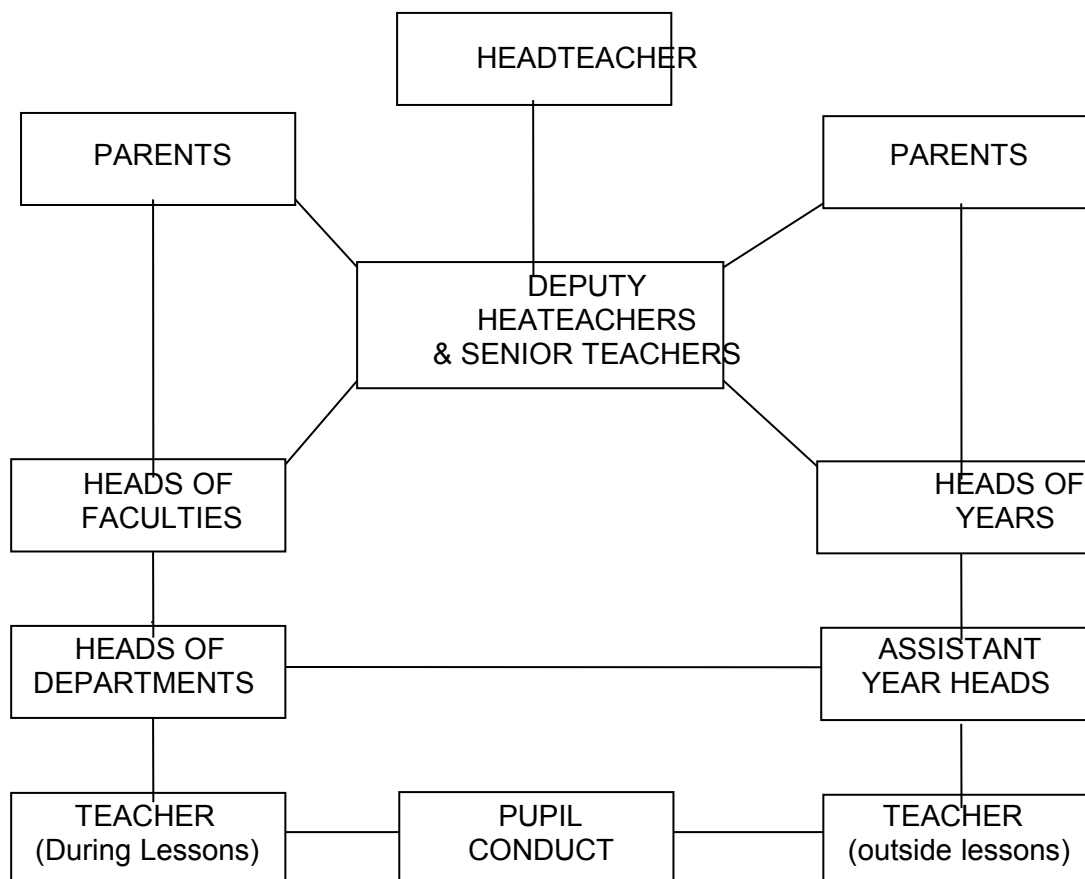 HEADTEACHER
PARENTS
PARENTS
DEPUTY
HEATEACHERS
& SENIOR TEACHERS
HEADS OF
FACULTIES
HEADS OF
YEARS
HEADS OF
DEPARTMENTS
ASSISTANT
YEAR HEADS
TEACHER
(During Lessons)
PUPIL
CONDUCT
TEACHER
(outside lessons)